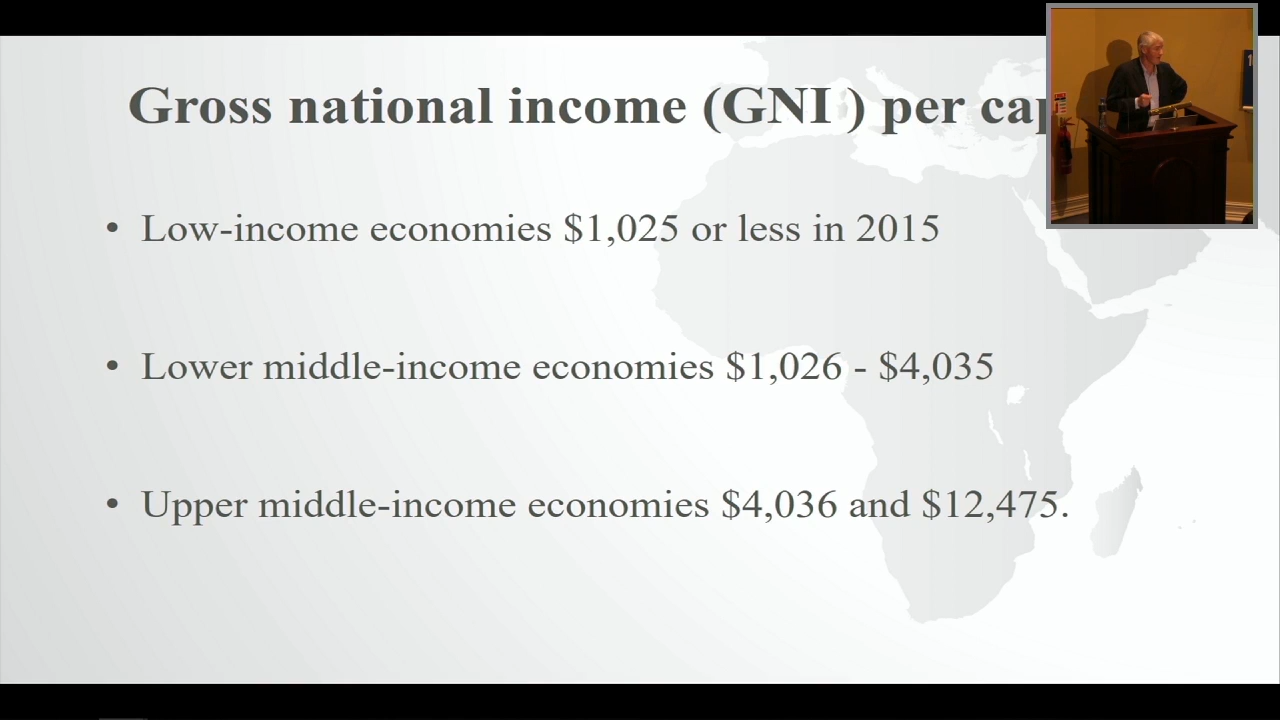 Gross national income (GNI ) per cap
• Low-income economies $1,025 or less in 2015
• Lower middle-income economies $1,026 - $4,035
• Upper middle-income economies $4,036 and $12,475.